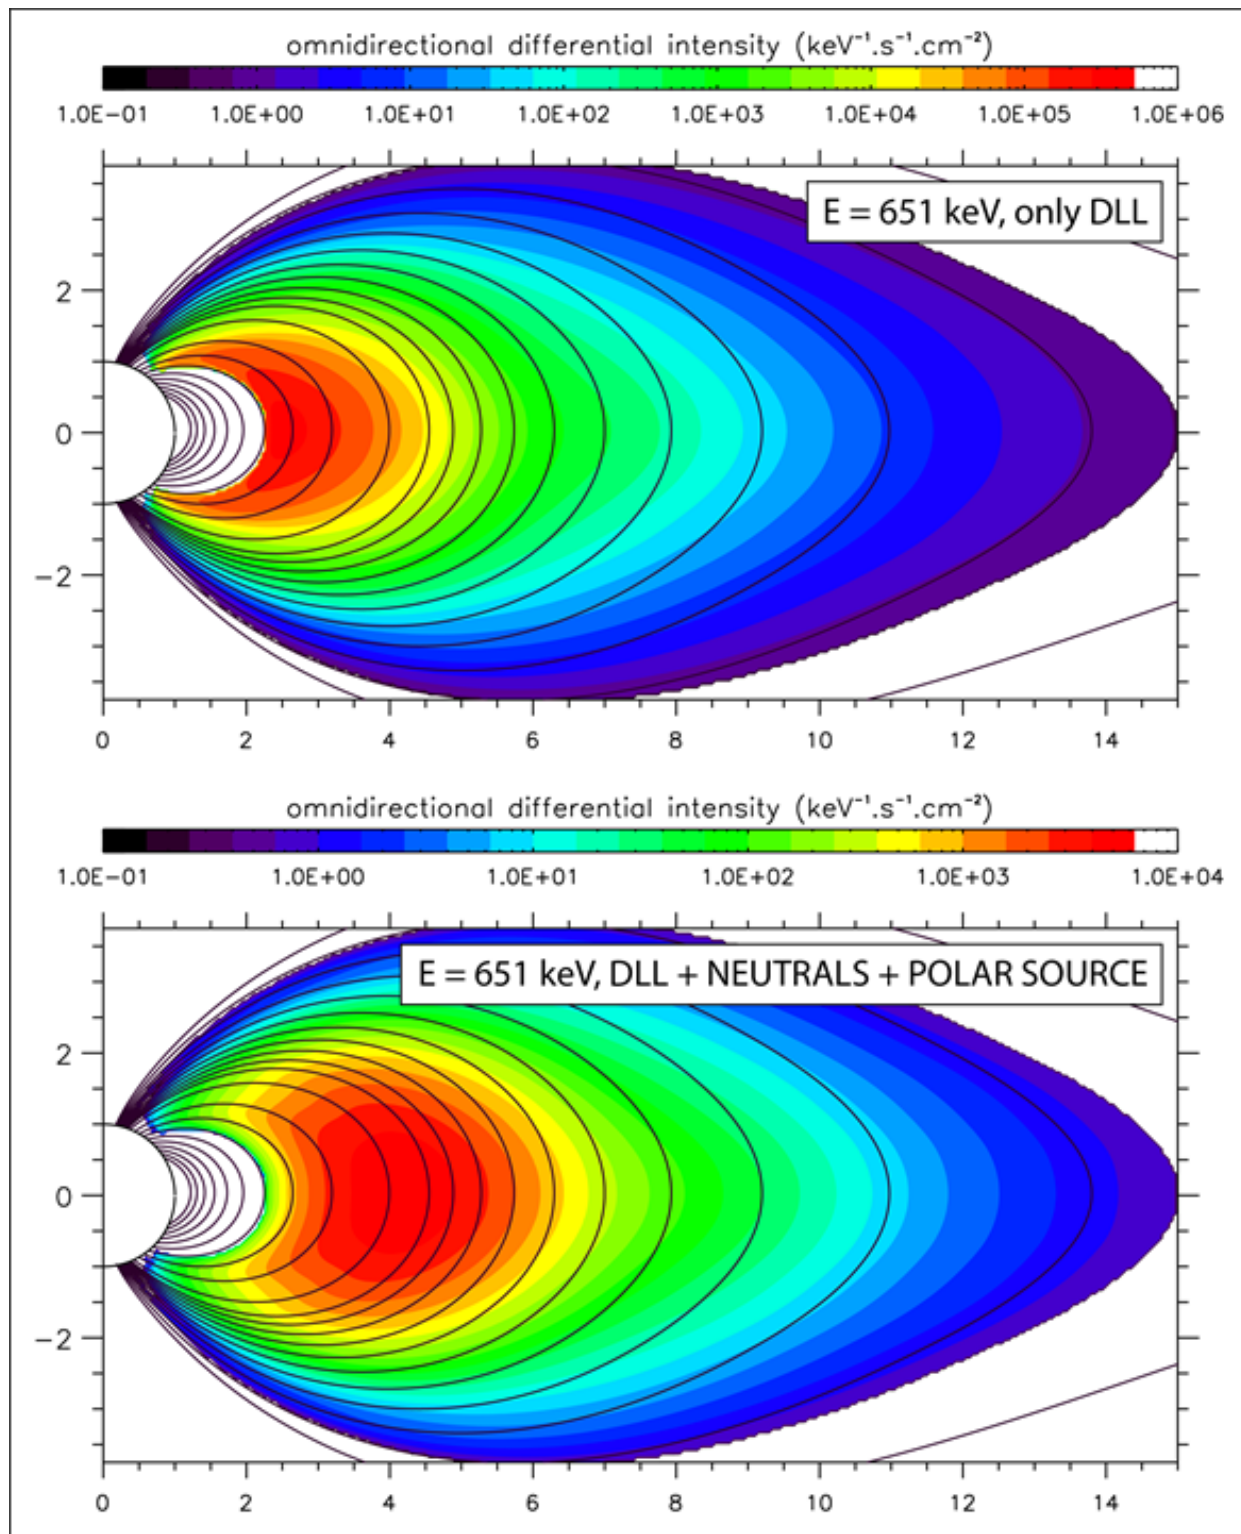 omnidirectional differential intensity (keV⁻¹.s⁻¹.cm⁻²)
1.0E−01 1.0E+00 1.0E+01 1.0E+02 1.0E+03 1.0E+04 1.0E+05 1.0E+06
E = 651 keV, only DLL
2
0
−2
0 2 4 6 8 10 12 14
omnidirectional differential intensity (keV⁻¹.s⁻¹.cm⁻²)
1.0E−01 1.0E+00 1.0E+01 1.0E+02 1.0E+03 1.0E+04
E = 651 keV, DLL + NEUTRALS + POLAR SOURCE
2
0
−2
0 2 4 6 8 10 12 14